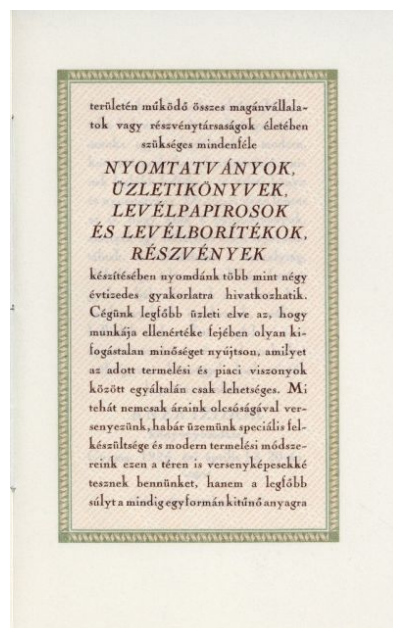 területén működő összes magánvállala-
tok vagy részvénytársaságok életében
szükséges mindenféle
NYOMTATVÁNYOK,
ÜZLETIKÖNYVEK,
LEVÉLPAPIROSOK
ÉS LEVÉLBORÍTÉKOK,
RÉSZVÉNYEK
készítésében nyomdánk több mint négy
évtizedes gyakorlatra hivatkozhatik.
Cégünk legfőbb üzleti elve az, hogy
munkája ellenértéke fejében olyan ki-
fogástalan minőséget nyújtson, amilyet
az adott termelési és piaci viszonyok
között egyáltalán csak lehetséges. Mi
tehát nemcsak áraink olcsóságával ver-
senyezünk, habár üzemünk speciális fel-
készültsége és modern termelési módsze-
reink ezen a téren is versenyképesekké
tesznek bennünket, hanem a legfőbb
súlyt a mindig egyformán kitűnő anyagra